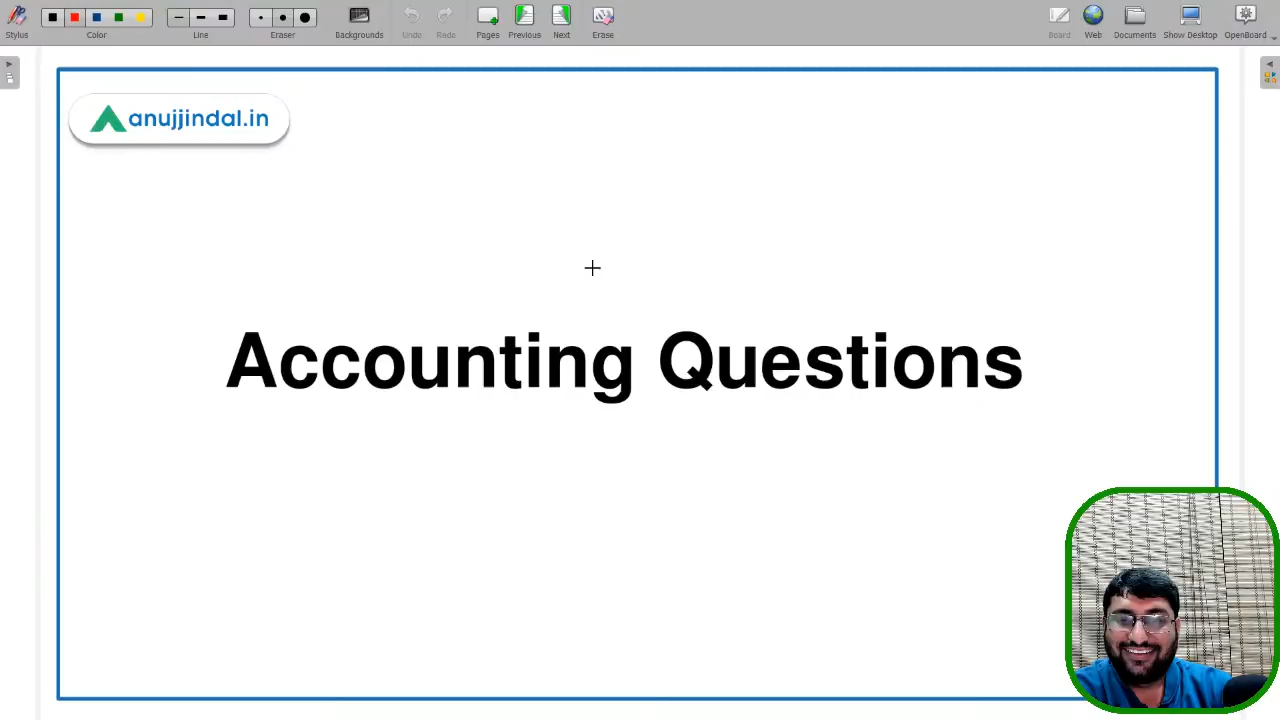 Stylus
Color
Line
Eraser
Backgrounds
Undo
Redo
Pages
Previous
Next
Erase
Board
Web
Documents
Show Desktop
OpenBoard
anujjindal.in
Accounting Questions